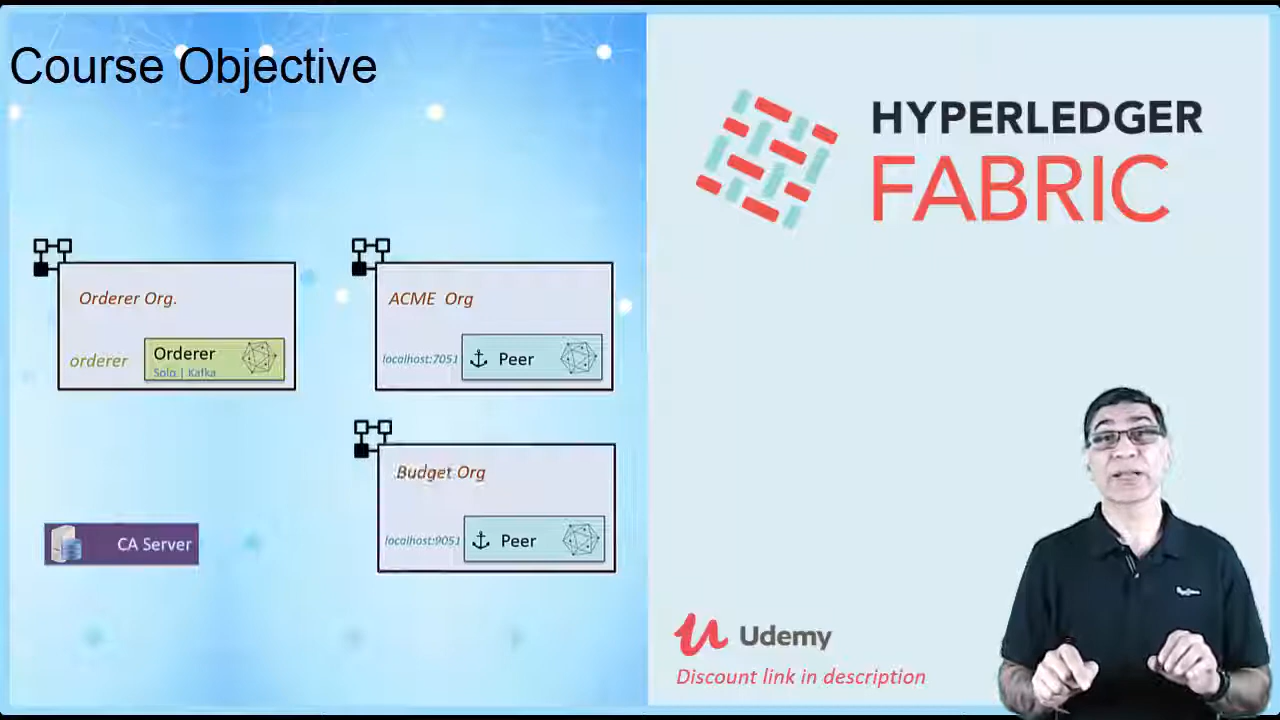 Course Objective
HYPERLEDGER
FABRIC
Orderer Org.
orderer
Orderer
Solo | Kafka
ACME Org
localhost:7051
Peer
Budget Org
localhost:9051
Peer
CA Server
Udemy
Discount link in description